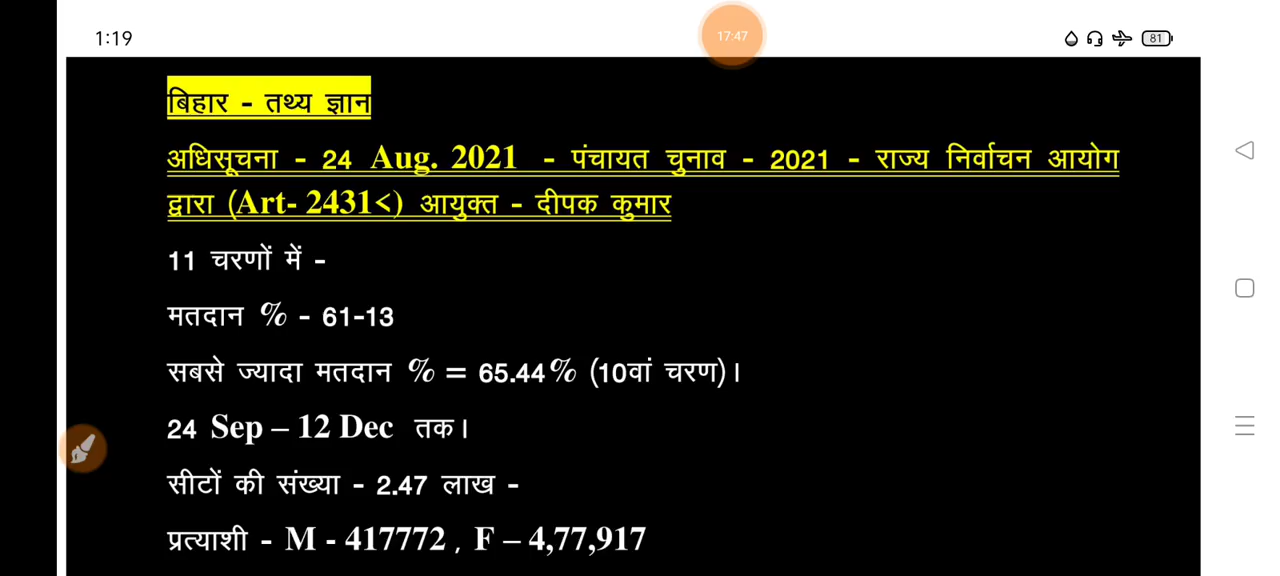 1:19
17:47
81
बिहार - तथ्य ज्ञान
अधिसूचना - 24 Aug. 2021 - पंचायत चुनाव - 2021 - राज्य निर्वाचन आयोग
द्वारा (Art- 2431<) आयुक्त - दीपक कुमार
11 चरणों में -
मतदान % - 61-13
सबसे ज्यादा मतदान % = 65.44% (10वां चरण)।
24 Sep – 12 Dec तक।
सीटों की संख्या - 2.47 लाख -
प्रत्याशी - M - 417772 , F – 4,77,917